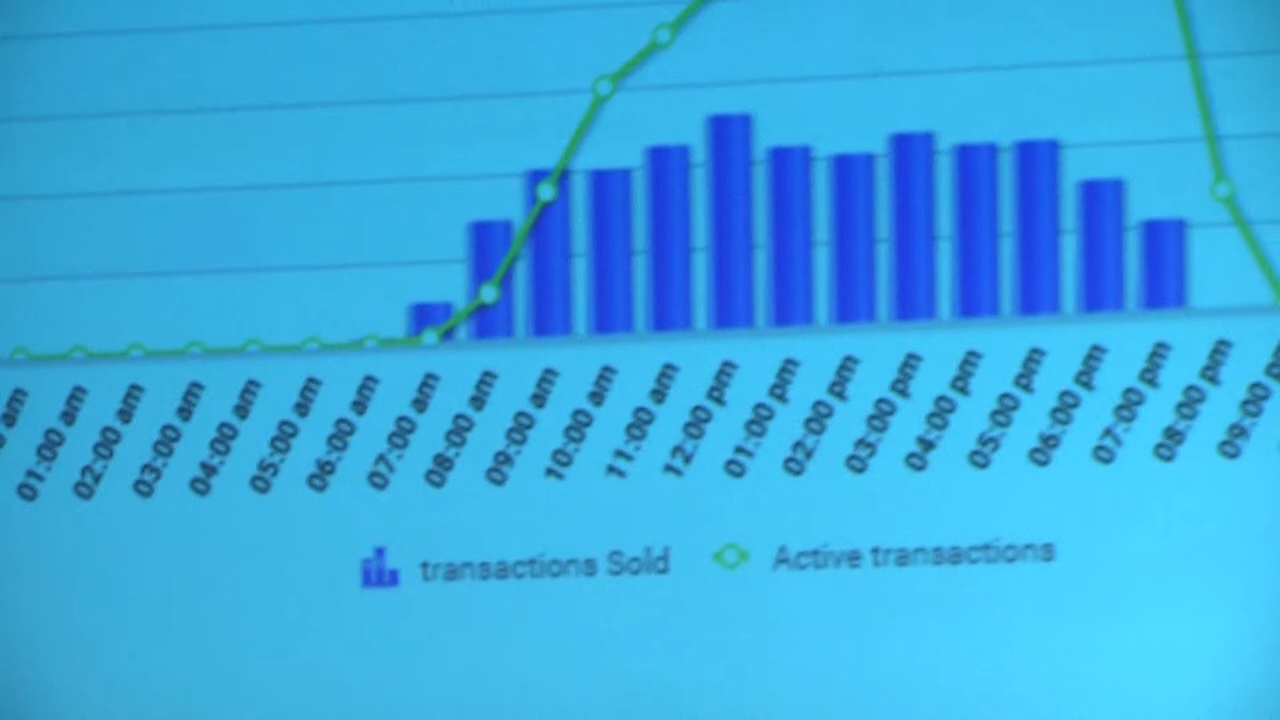 am
01:00 am
02:00 am
03:00 am
04:00 am
05:00 am
06:00 am
07:00 am
08:00 am
09:00 am
10:00 am
11:00 am
12:00 pm
01:00 pm
02:00 pm
03:00 pm
04:00 pm
05:00 pm
06:00 pm
07:00 pm
08:00 pm
09:00 p
transactions Sold
Active transactions